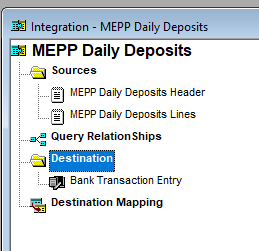 Integration - MEPP Daily Deposits
MEPP Daily Deposits
Sources
MEPP Daily Deposits Header
MEPP Daily Deposits Lines
Query RelationShips
Destination
Bank Transaction Entry
Destination Mapping